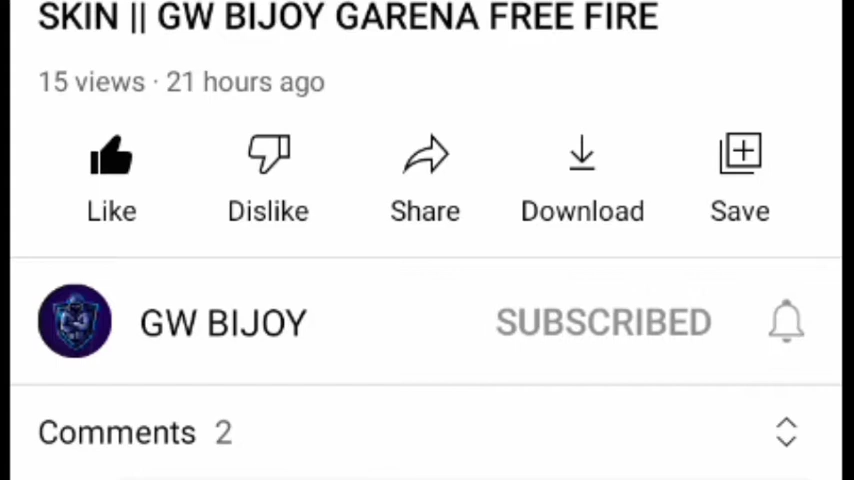 SKIN || GW BIJOY GARENA FREE FIRE
15 views · 21 hours ago
Like Dislike Share Download Save
GW BIJOY SUBSCRIBED
Comments 2